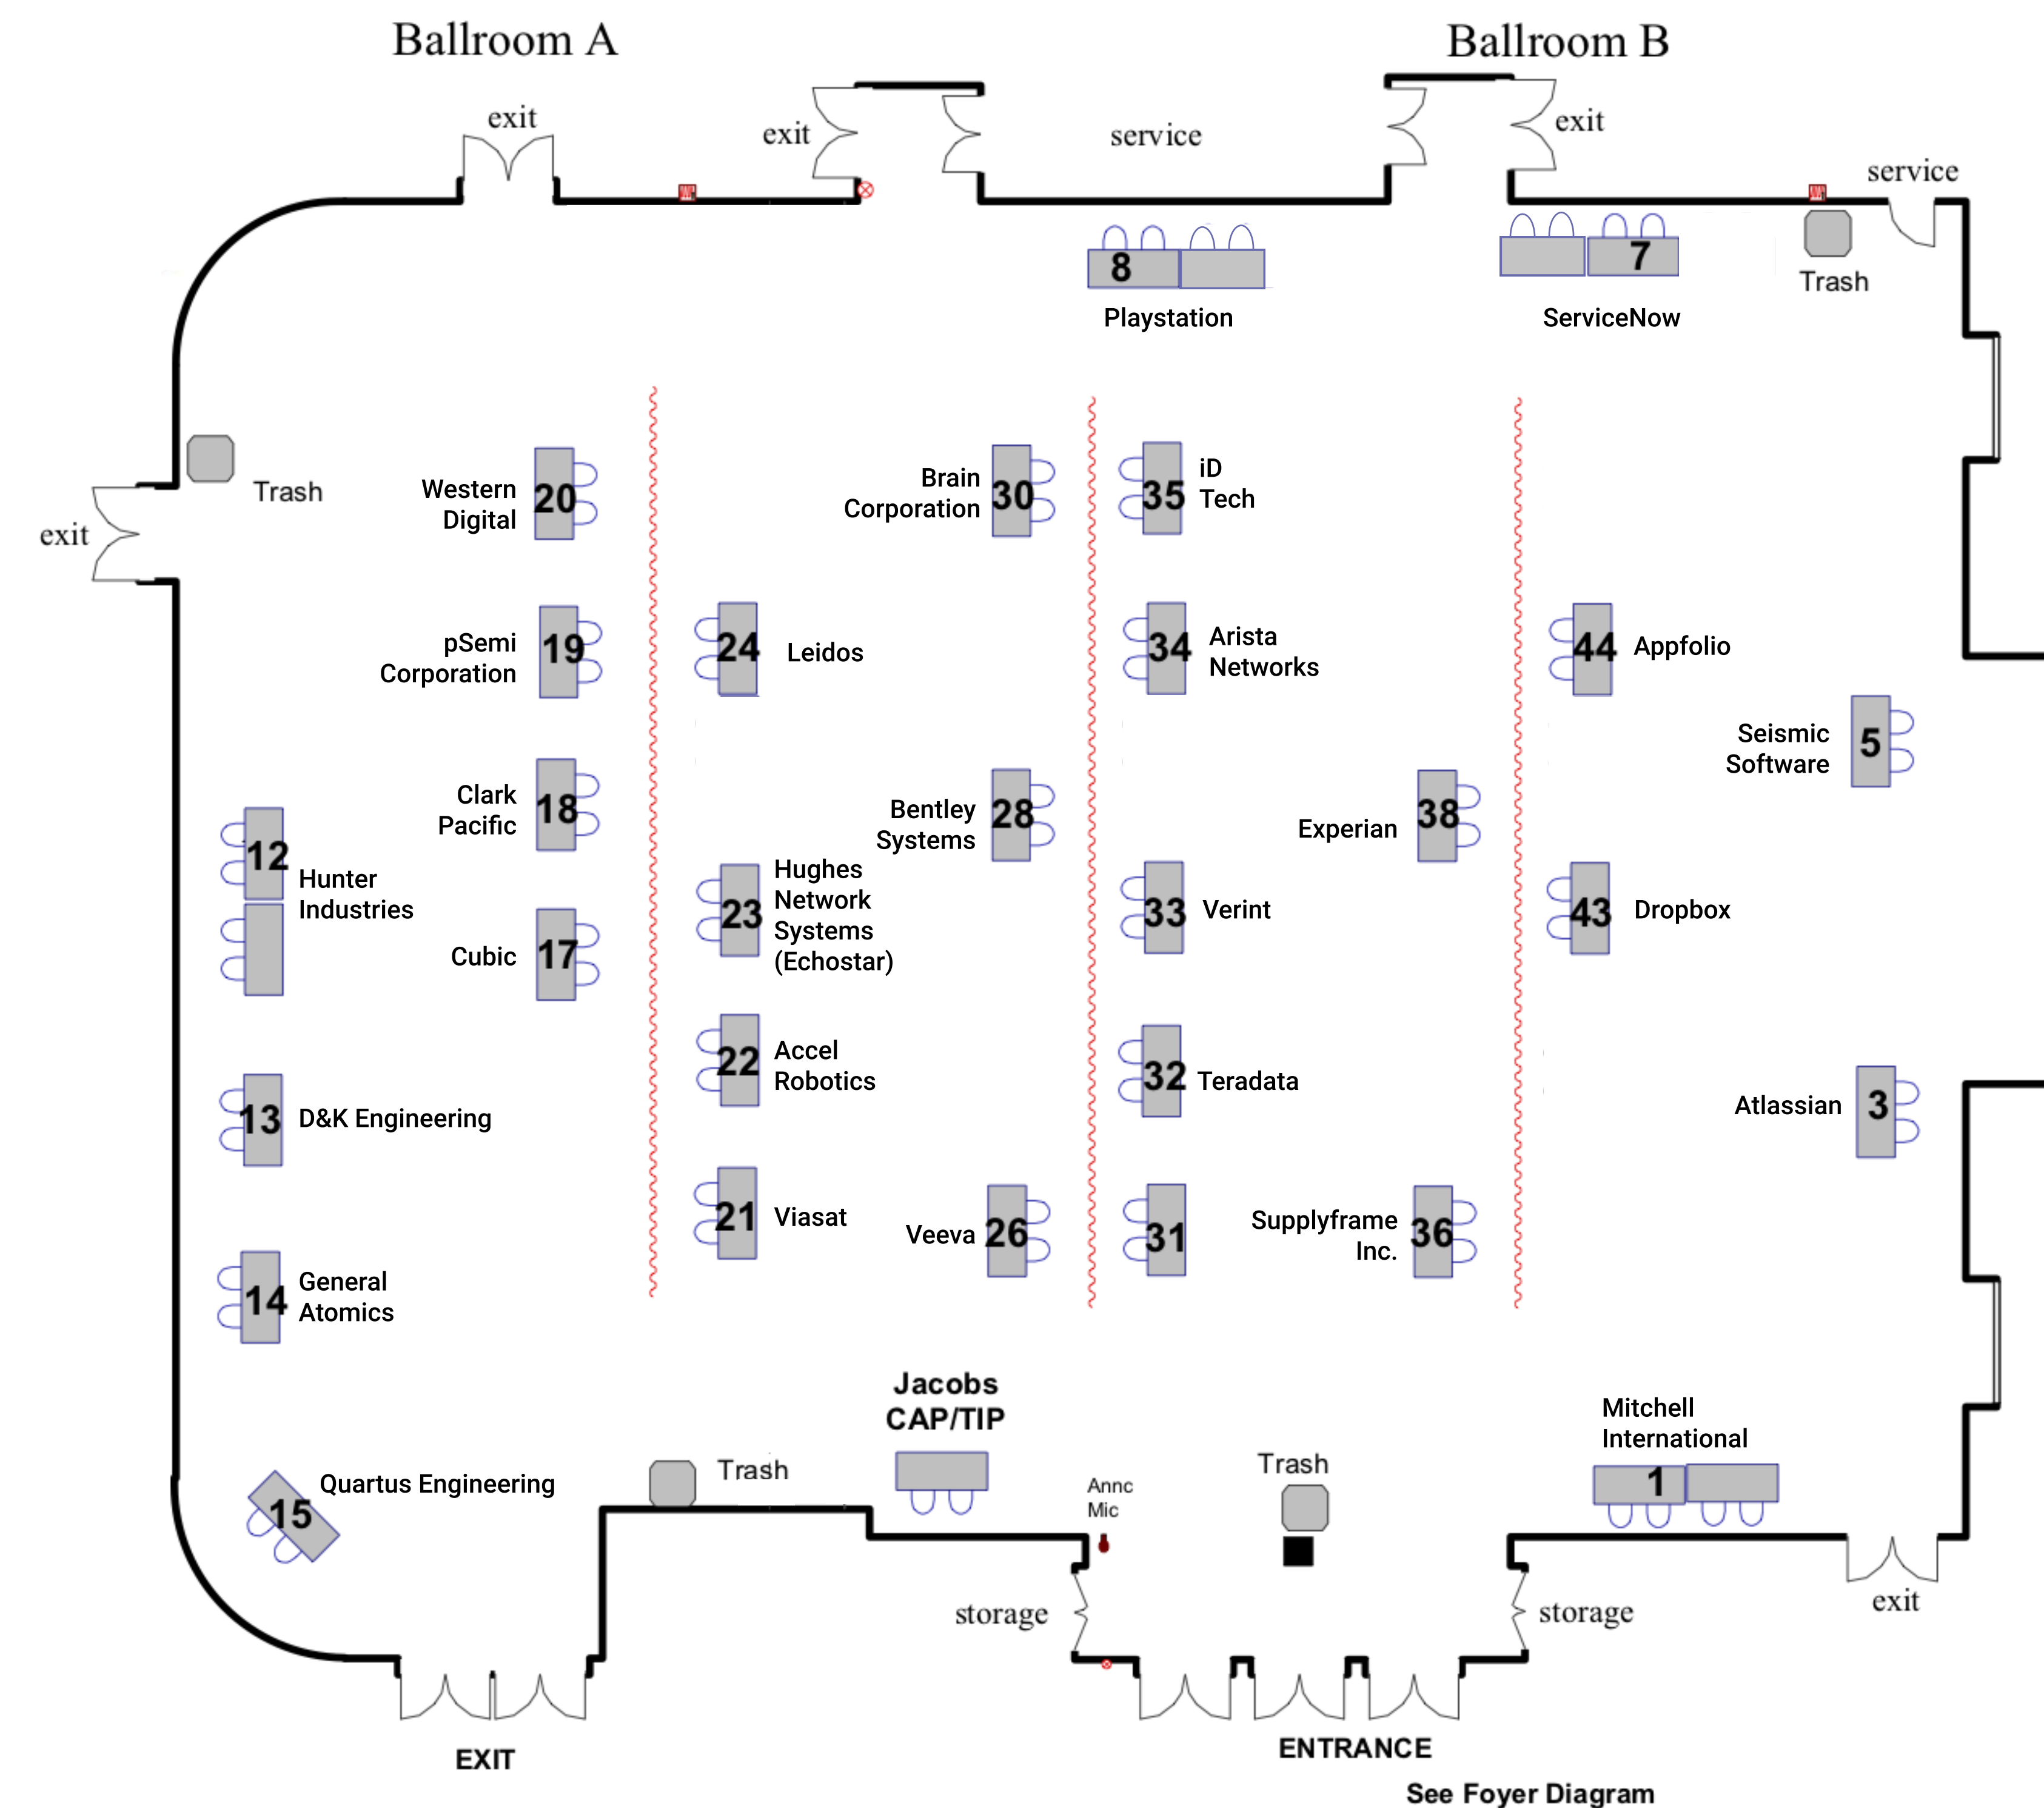 Ballroom A
Ballroom B
exit
exit
service
exit
service
8
7
Trash
Playstation
ServiceNow
Trash
exit
Western
Digital
20
Brain
Corporation
30
35
iD
Tech
pSemi
Corporation
19
24
Leidos
34
Arista
Networks
44
Appfolio
Seismic
Software
5
Clark
Pacific
18
Bentley
Systems
28
Experian
38
12
Hunter
Industries
Cubic
17
23
Hughes
Network
Systems
(Echostar)
33
Verint
43
Dropbox
13
D&K Engineering
22
Accel
Robotics
32
Teradata
Atlassian
3
21
Viasat
Veeva
26
31
Supplyframe
Inc.
36
14
General
Atomics
Jacobs
CAP/TIP
Mitchell
International
1
15
Quartus Engineering
Trash
Annc
Mic
Trash
storage
storage
exit
EXIT
ENTRANCE
See Foyer Diagram